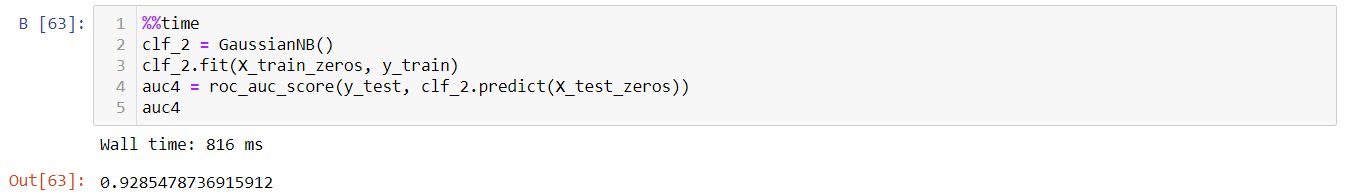 B [63]:
1 %%time
2 clf_2 = GaussianNB()
3 clf_2.fit(X_train_zeros, y_train)
4 auc4 = roc_auc_score(y_test, clf_2.predict(X_test_zeros))
5 auc4
Wall time: 816 ms
Out[63]: 0.9285478736915912